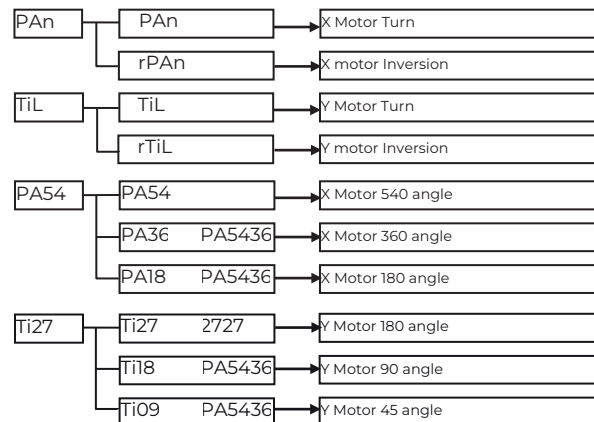 PAn PAn X Motor Turn
rPAn X motor Inversion
TiL TiL Y Motor Turn
rTiL Y motor Inversion
PA54 PA54 X Motor 540 angle
PA36 PA5436 X Motor 360 angle
PA18 PA5436 X Motor 180 angle
Ti27 Ti27 2727 Y Motor 180 angle
Ti18 PA5436 Y Motor 90 angle
Ti09 PA5436 Y Motor 45 angle